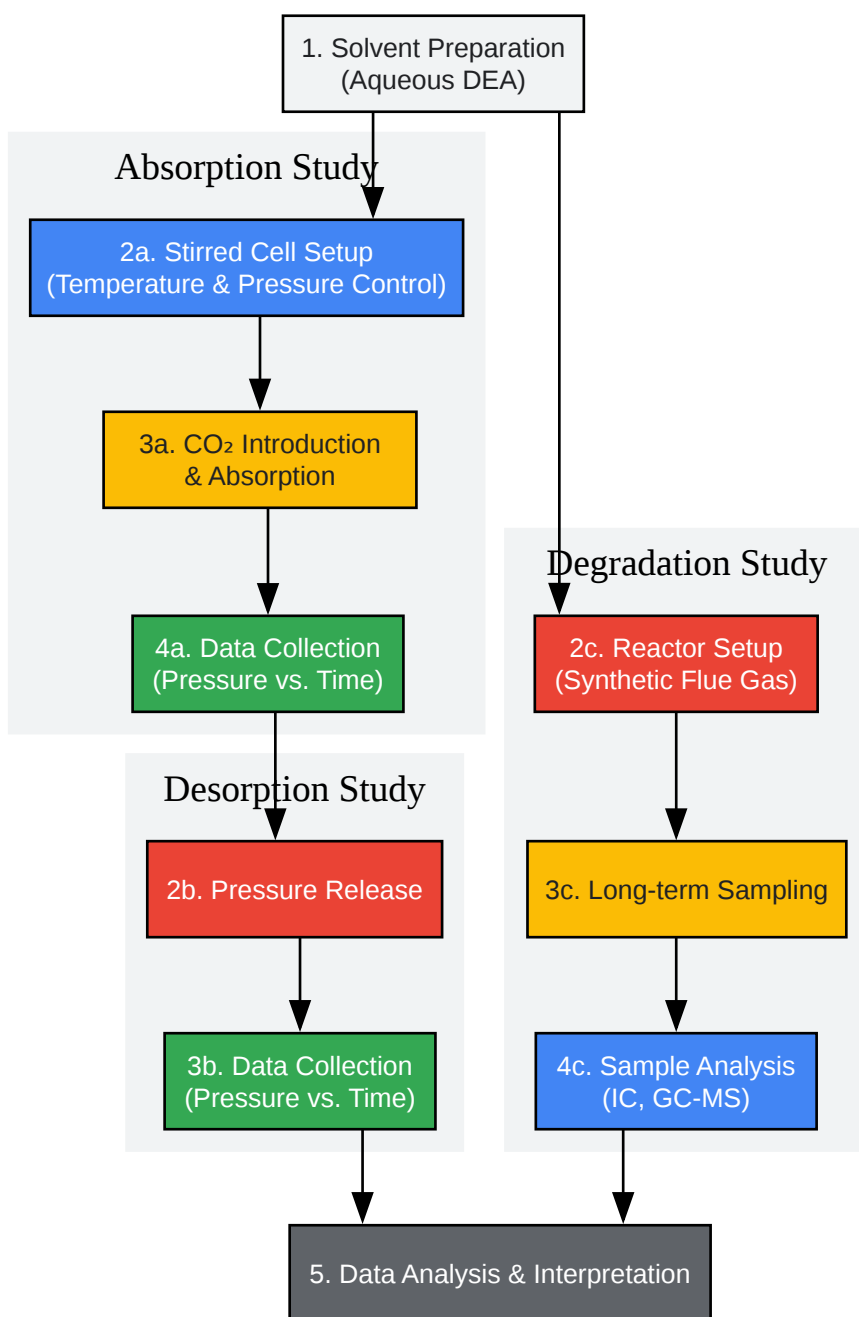 1. Solvent Preparation
(Aqueous DEA)
Absorption Study
2a. Stirred Cell Setup
(Temperature & Pressure Control)
3a. CO₂ Introduction
& Absorption
4a. Data Collection
(Pressure vs. Time)
Desorption Study
2b. Pressure Release
3b. Data Collection
(Pressure vs. Time)
Degradation Study
2c. Reactor Setup
(Synthetic Flue Gas)
3c. Long-term Sampling
4c. Sample Analysis
(IC, GC-MS)
5. Data Analysis & Interpretation